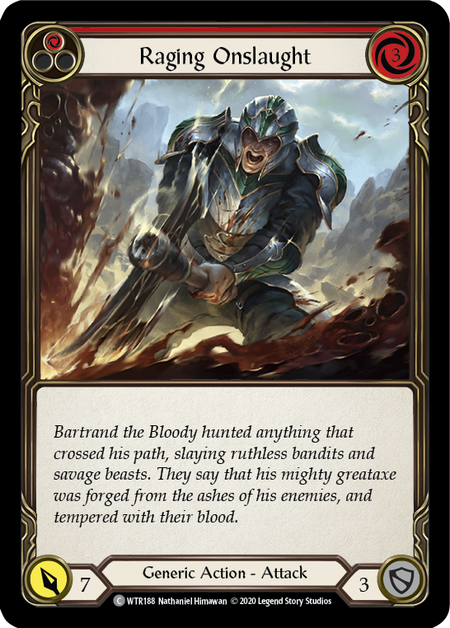 Raging Onslaught
3
Bartrand the Bloody hunted anything that
crossed his path, slaying ruthless bandits and
savage beasts. They say that his mighty greataxe
was forged from the ashes of his enemies, and
tempered with their blood.
7
Generic Action - Attack
3
C WTR188 Nathaniel Himawan © 2020 Legend Story Studios